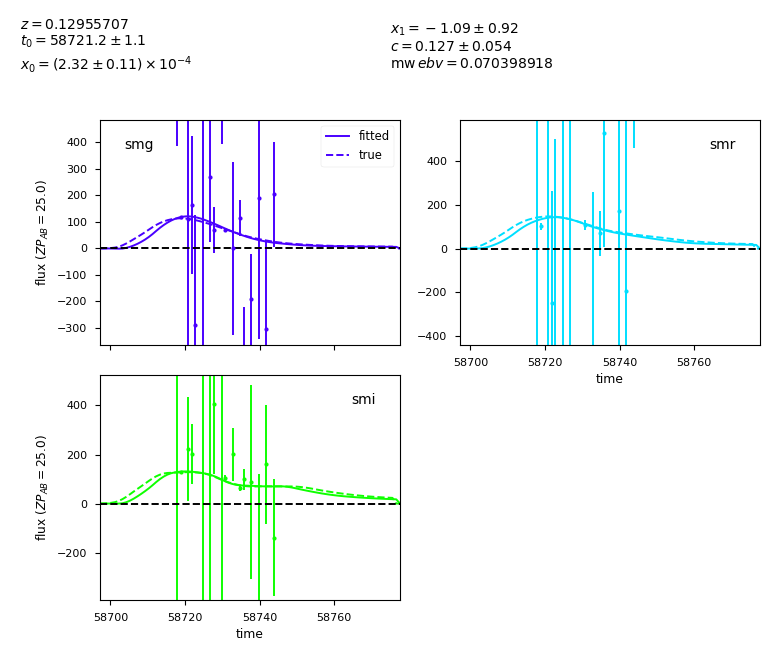 z = 0.12955707
t₀ = 58721.2 ± 1.1
x₀ = (2.32 ± 0.11) × 10⁻⁴
x₁ = −1.09 ± 0.92
c = 0.127 ± 0.054
mw ebv = 0.070398918
smg
fitted
true
400
300
200
100
0
−100
−200
−300
flux (ZP_AB = 25.0)
smr
400
200
0
−200
−400
58700 58720 58740 58760
time
smi
400
200
0
−200
flux (ZP_AB = 25.0)
58700 58720 58740 58760
time